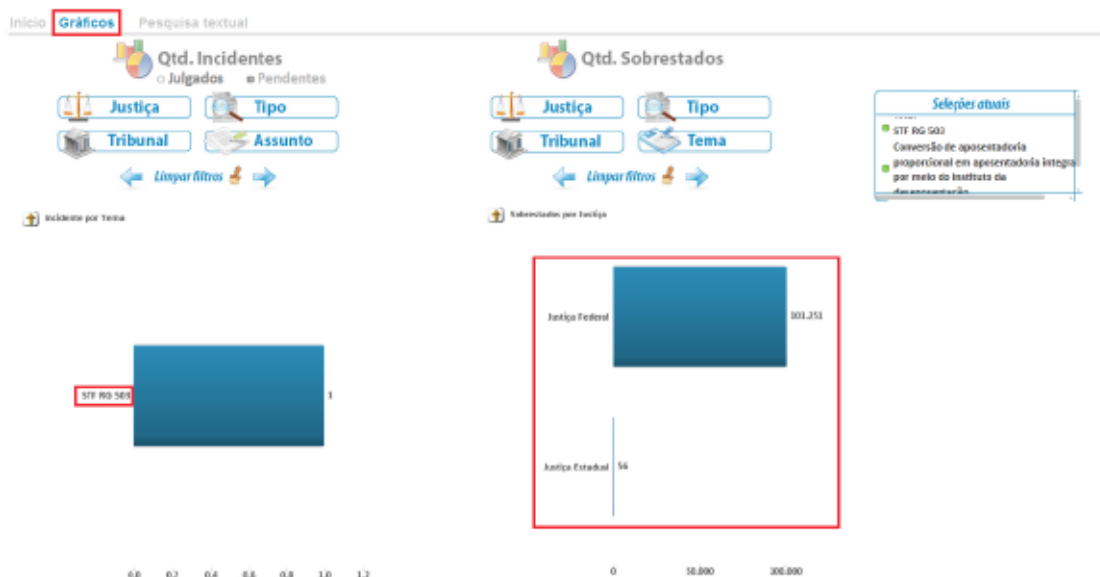 Início Gráficos Pesquisa textual
Qtd. Incidentes
Julgados Pendentes
Justiça Tipo
Tribunal Assunto
Limpar filtros
Incidente por Tema
STF RG 503
1
0.0 0.2 0.4 0.6 0.8 1.0 1.2
Qtd. Sobrestados
Justiça Tipo
Tribunal Tema
Limpar filtros
Sobrestados por Justiça
Justiça Federal 101.251
Justiça Estadual 56
0 50.000 100.000
Seleções atuais
STF RG 503
Conversão de aposentadoria
proporcional em aposentadoria integra
por meio do instituto da
desaposentação